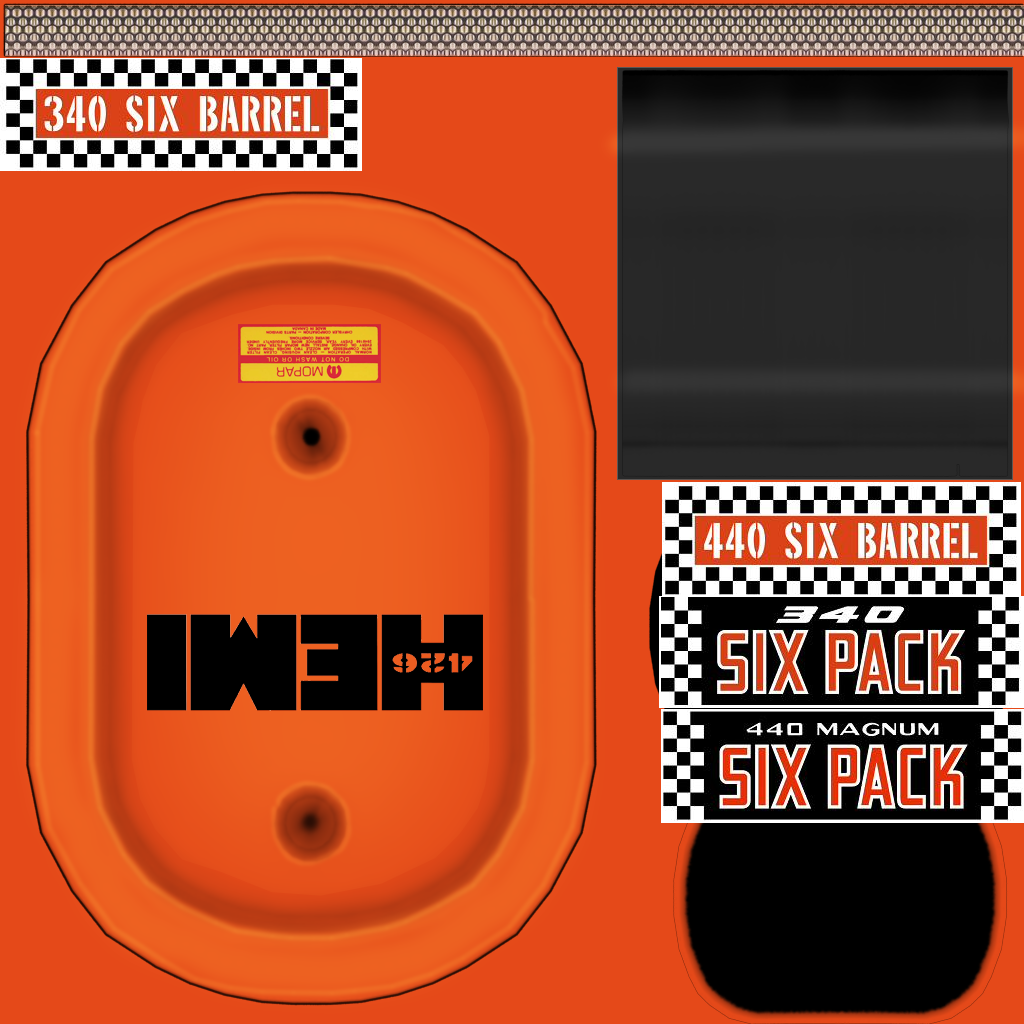 340 SIX BARREL
MOPAR
DO NOT WASH OR OIL
426
HEMI
440 SIX BARREL
340
SIX PACK
440 MAGNUM
SIX PACK